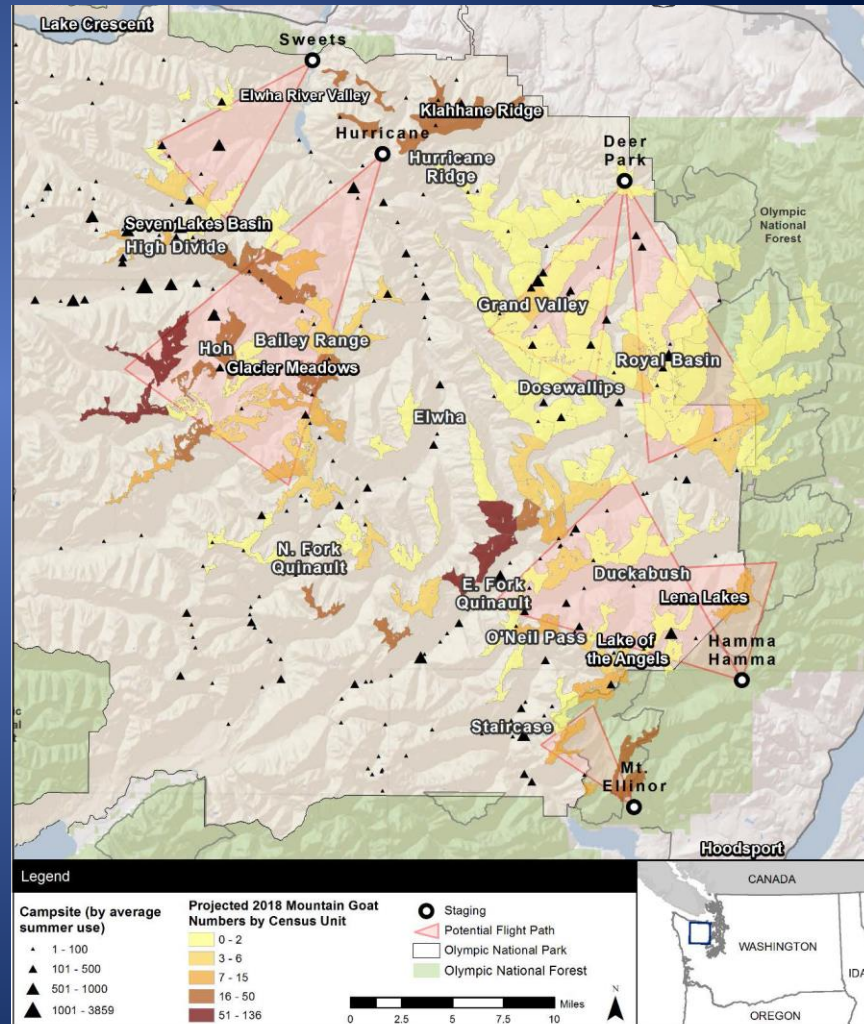 Lake Crescent
Sweets
Elwha River Valley
Klahhane Ridge
Hurricane
Hurricane
Ridge
Deer
Park
Olympic
National
Forest
Seven Lakes Basin
High Divide
Grand Valley
Hoh
Bailey Range
Glacier Meadows
Royal Basin
Dosewallips
Elwha
N. Fork
Quinault
E. Fork
Quinault
Duckabush
Lena Lakes
O'Neil Pass
Lake of
the Angels
Hamma
Hamma
Staircase
Mt.
Ellinor
Hoodsport
Legend
Campsite (by average
summer use)
1 - 100
101 - 500
501 - 1000
1001 - 3859
Projected 2018 Mountain Goat
Numbers by Census Unit
0 - 2
3 - 6
7 - 15
16 - 50
51 - 136
Staging
Potential Flight Path
Olympic National Park
Olympic National Forest
Miles
0 2.5 5 7.5 10
N
CANADA
WASHINGTON
IDA
OREGON